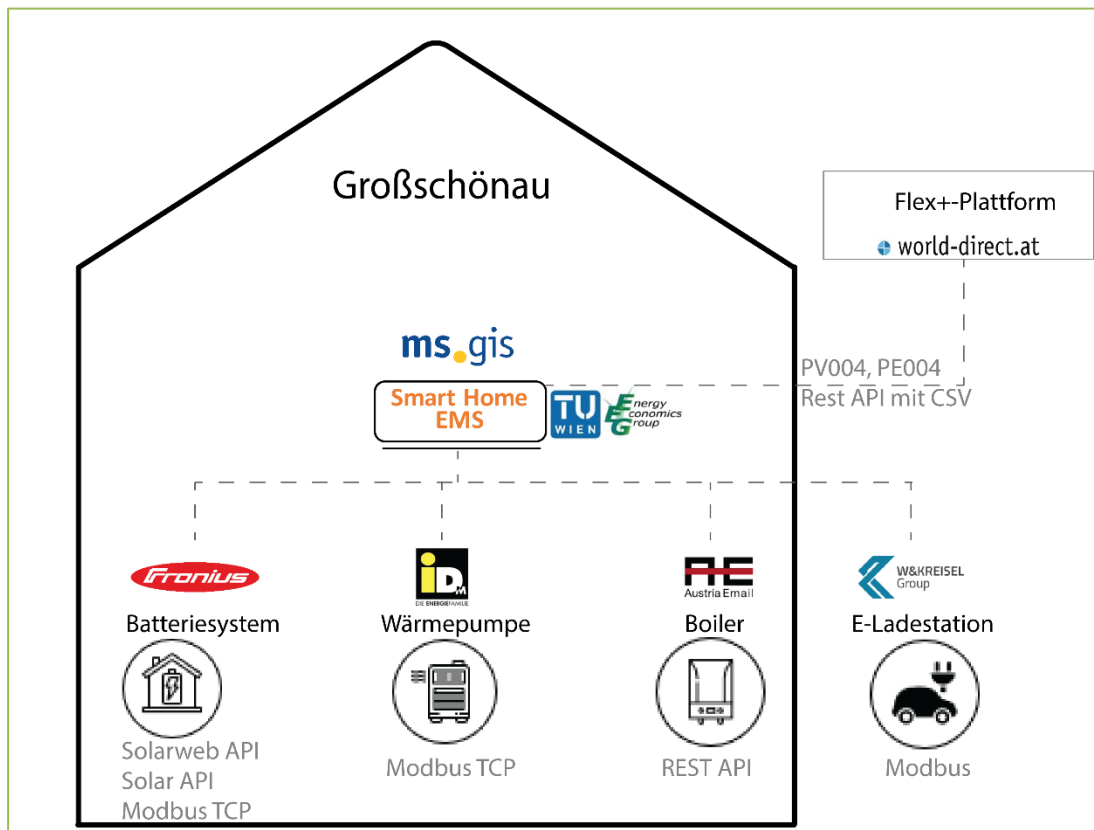 Großschönau
Flex+-Plattform
world-direct.at
ms.gis
PV004, PE004
Rest API mit CSV
Smart Home
EMS
TU
WIEN
Energy
Economics
Group
Fronius
iDM
DIE ENERGIEFAMILIE
AE
Austria Email
W&KREISEL
Group
Batteriesystem
Wärmepumpe
Boiler
E-Ladestation
Solarweb API
Solar API
Modbus TCP
Modbus TCP
REST API
Modbus